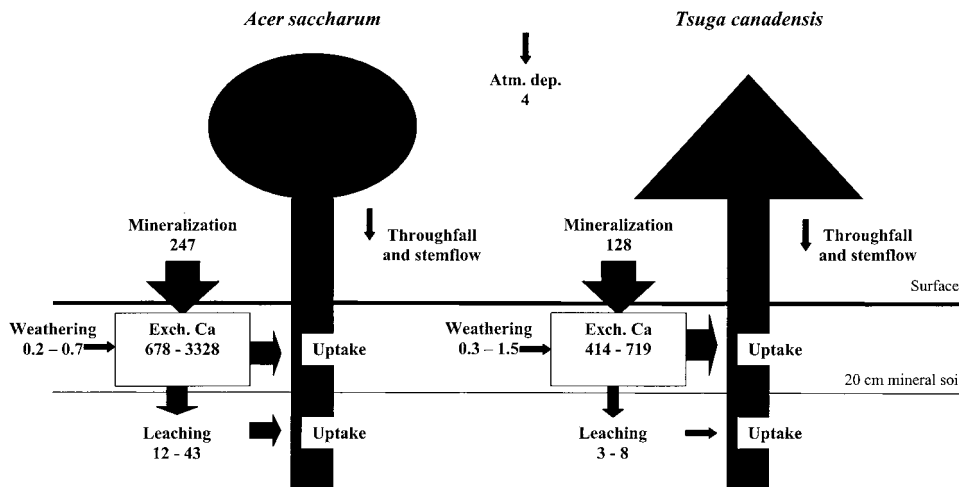 Acer saccharum
Tsuga canadensis
Atm. dep.
4
Mineralization
247
Throughfall
and stemflow
Mineralization
128
Throughfall
and stemflow
Surface
Weathering
0.2 – 0.7
Exch. Ca
678 - 3328
Uptake
Weathering
0.3 – 1.5
Exch. Ca
414 - 719
Uptake
20 cm mineral soi
Leaching
12 - 43
Uptake
Leaching
3 - 8
Uptake